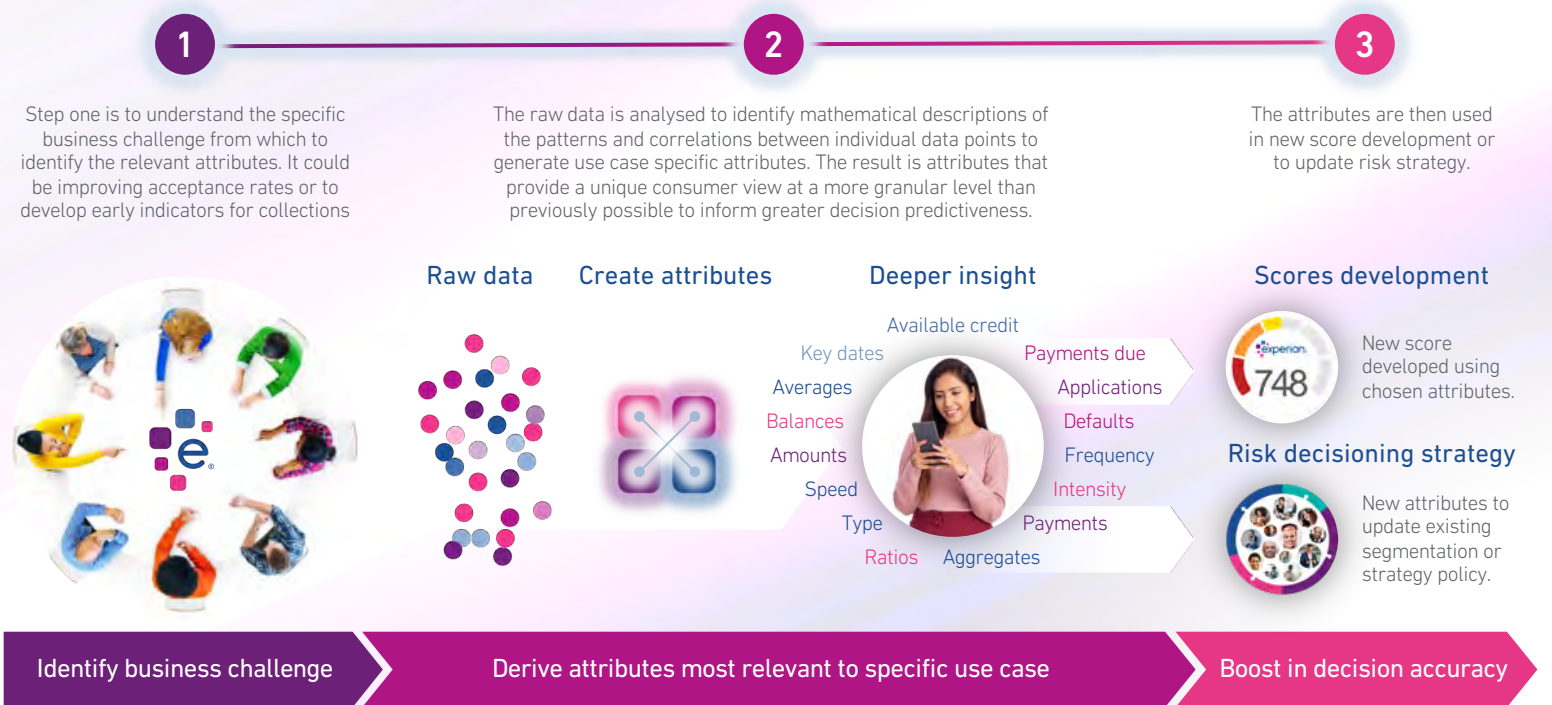 1
2
3
Step one is to understand the specific
business challenge from which to
identify the relevant attributes. It could
be improving acceptance rates or to
develop early indicators for collections
The raw data is analysed to identify mathematical descriptions of
the patterns and correlations between individual data points to
generate use case specific attributes. The result is attributes that
provide a unique consumer view at a more granular level than
previously possible to inform greater decision predictiveness.
The attributes are then used
in new score development or
to update risk strategy.
e
Raw data
Create attributes
Deeper insight
Available credit
Key dates
Averages
Balances
Amounts
Speed
Type
Ratios
Aggregates
Payments due
Applications
Defaults
Frequency
Intensity
Payments
Scores development
experian
748
New score
developed using
chosen attributes.
Risk decisioning strategy
New attributes to
update existing
segmentation or
strategy policy.
Identify business challenge
Derive attributes most relevant to specific use case
Boost in decision accuracy